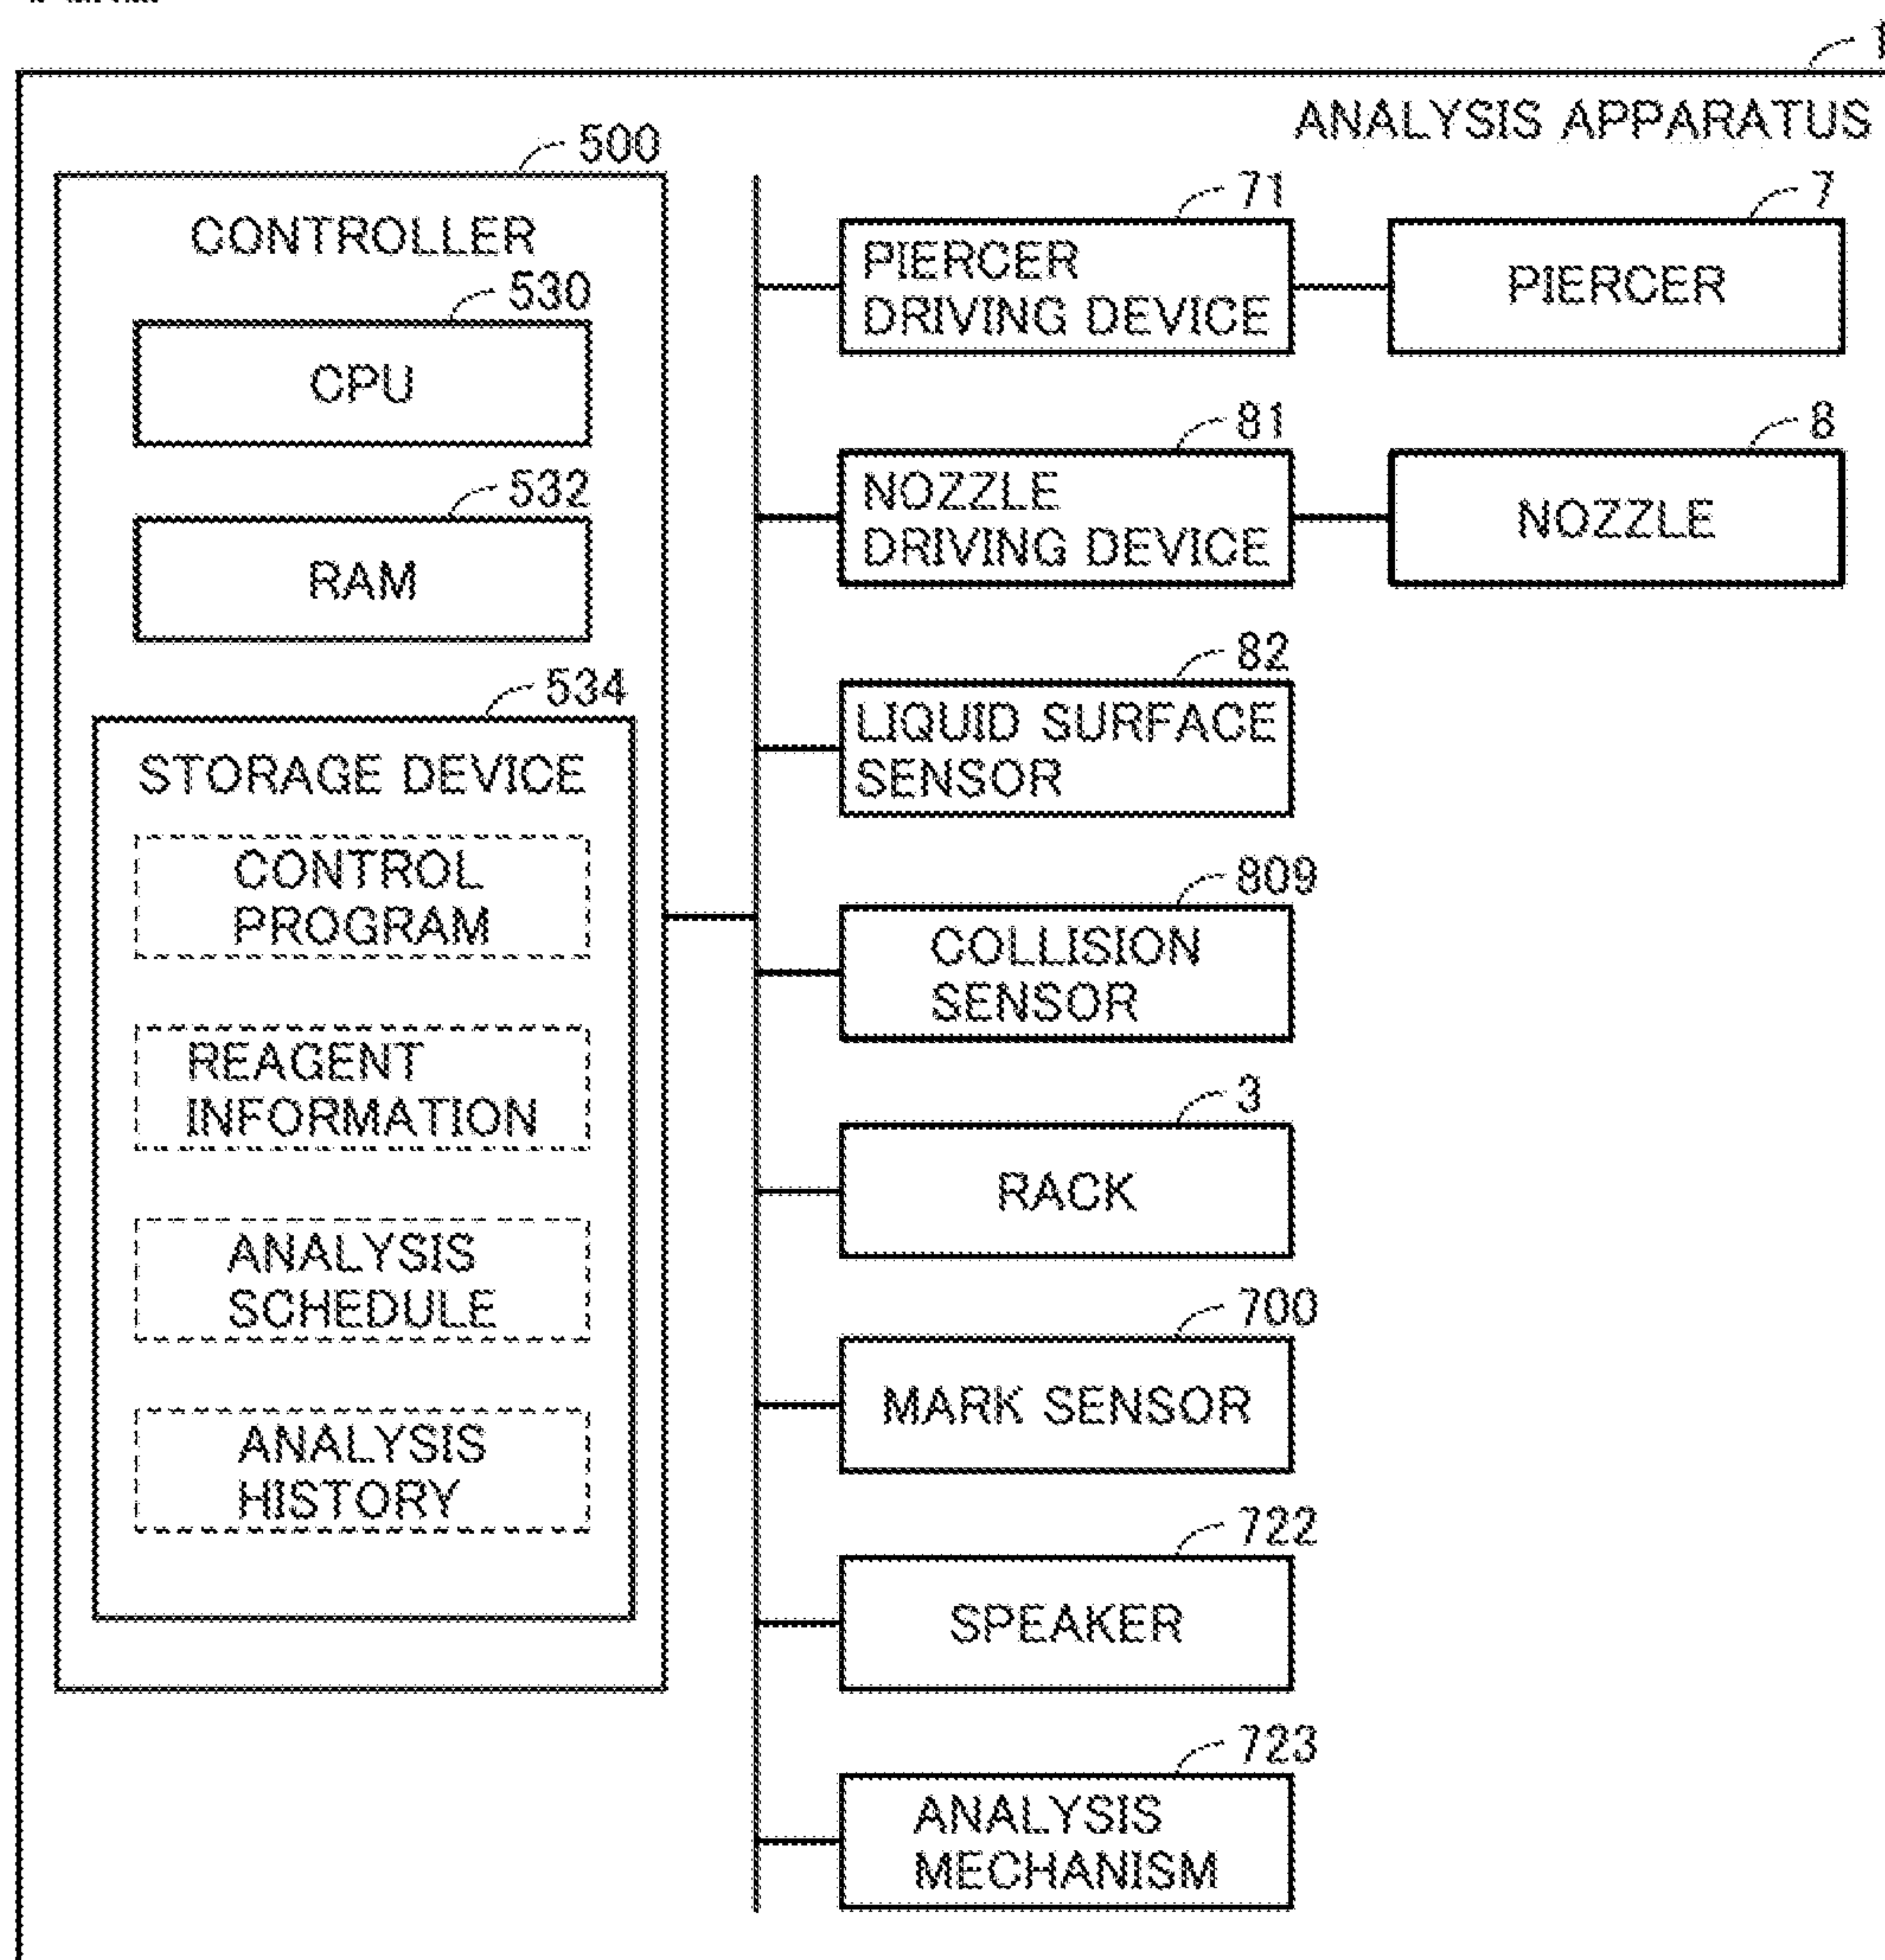 1
ANALYSIS APPARATUS
500
CONTROLLER
530
CPU
532
RAM
534
STORAGE DEVICE
CONTROL
PROGRAM
REAGENT
INFORMATION
ANALYSIS
SCHEDULE
ANALYSIS
HISTORY
71
PIERCER
DRIVING DEVICE
7
PIERCER
81
NOZZLE
DRIVING DEVICE
8
NOZZLE
82
LIQUID SURFACE
SENSOR
809
COLLISION
SENSOR
3
RACK
700
MARK SENSOR
722
SPEAKER
723
ANALYSIS
MECHANISM